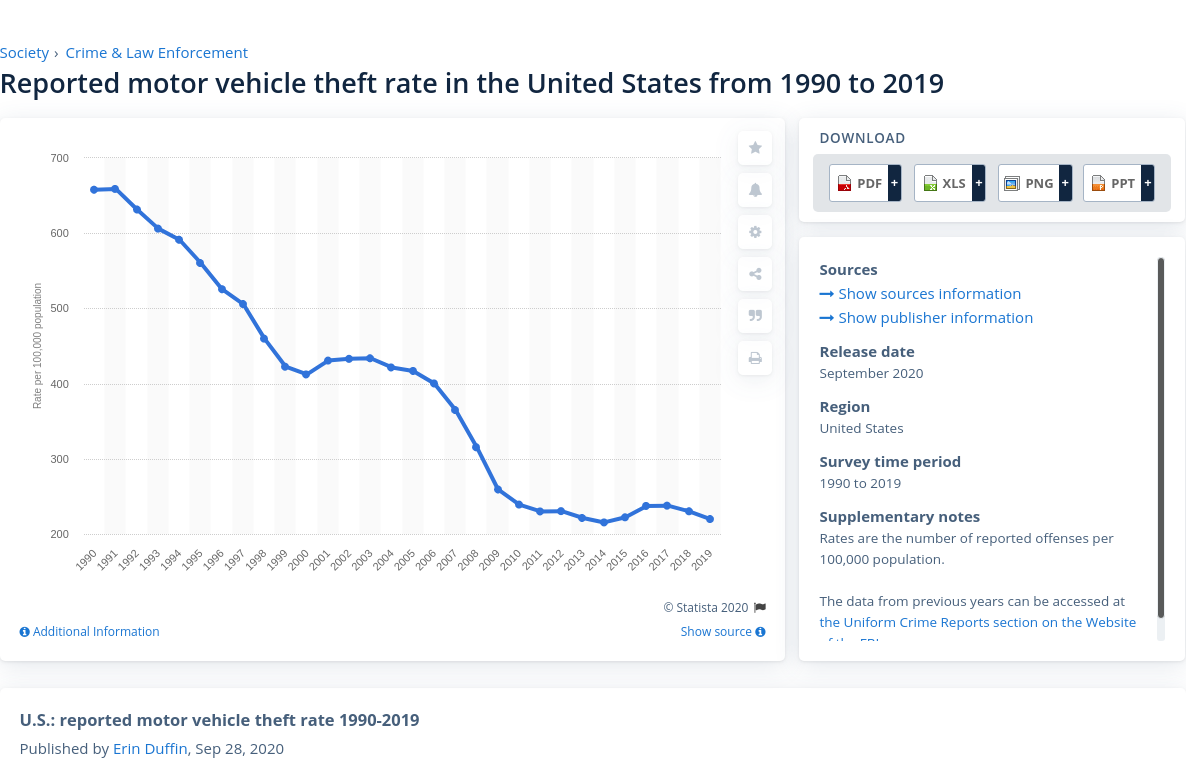 Society › Crime & Law Enforcement
Reported motor vehicle theft rate in the United States from 1990 to 2019
700
600
500
400
300
200
Rate per 100,000 population
1990 1991 1992 1993 1994 1995 1996 1997 1998 1999 2000 2001 2002 2003 2004 2005 2006 2007 2008 2009 2010 2011 2012 2013 2014 2015 2016 2017 2018 2019
© Statista 2020
Additional Information
Show source
DOWNLOAD
PDF + XLS + PNG + PPT +
Sources
Show sources information
Show publisher information
Release date
September 2020
Region
United States
Survey time period
1990 to 2019
Supplementary notes
Rates are the number of reported offenses per
100,000 population.
The data from previous years can be accessed at
the Uniform Crime Reports section on the Website
U.S.: reported motor vehicle theft rate 1990-2019
Published by Erin Duffin, Sep 28, 2020